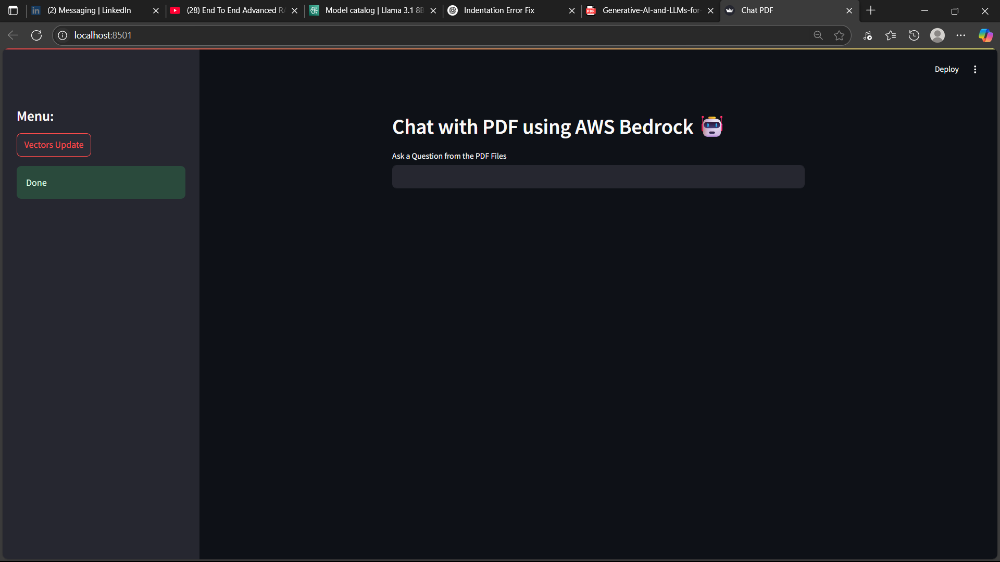 (2) Messaging | LinkedIn
(28) End To End Advanced R
Model catalog | Llama 3.1 8B
Indentation Error Fix
PDF
Generative-AI-and-LLMs-for-
Chat PDF
localhost:8501
Deploy
Menu:
Vectors Update
Done
Chat with PDF using AWS Bedrock
Ask a Question from the PDF Files